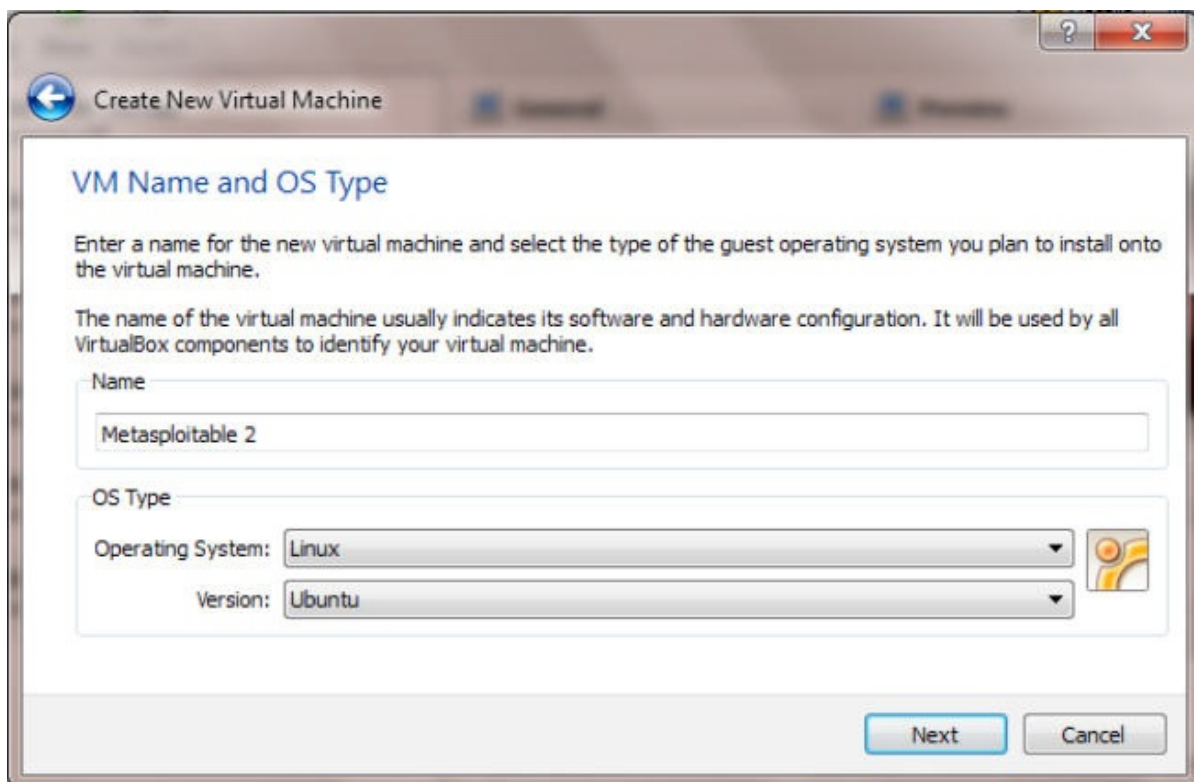 Create New Virtual Machine
General
Preview
VM Name and OS Type
Enter a name for the new virtual machine and select the type of the guest operating system you plan to install onto
the virtual machine.
The name of the virtual machine usually indicates its software and hardware configuration. It will be used by all
VirtualBox components to identify your virtual machine.
Name
Metasploitable 2
OS Type
Operating System: Linux
Version: Ubuntu
Next Cancel